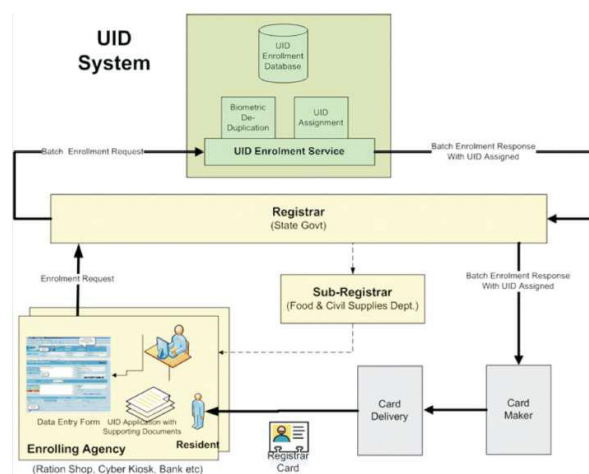 UID
System
UID
Enrollment
Database
Biometric
De-
Duplication
UID
Assignment
UID Enrolment Service
Batch Enrollment Request
Batch Enrolment Response
With UID Assigned
Registrar
(State Govt)
Enrolment Request
Batch Enrolment Response
With UID Assigned
Sub-Registrar
(Food & Civil Supplies Dept.)
Data Entry Form
UID Application with
Supporting Documents
Resident
Enrolling Agency
(Ration Shop, Cyber Kiosk, Bank etc)
Registrar
Card
Card
Delivery
Card
Maker